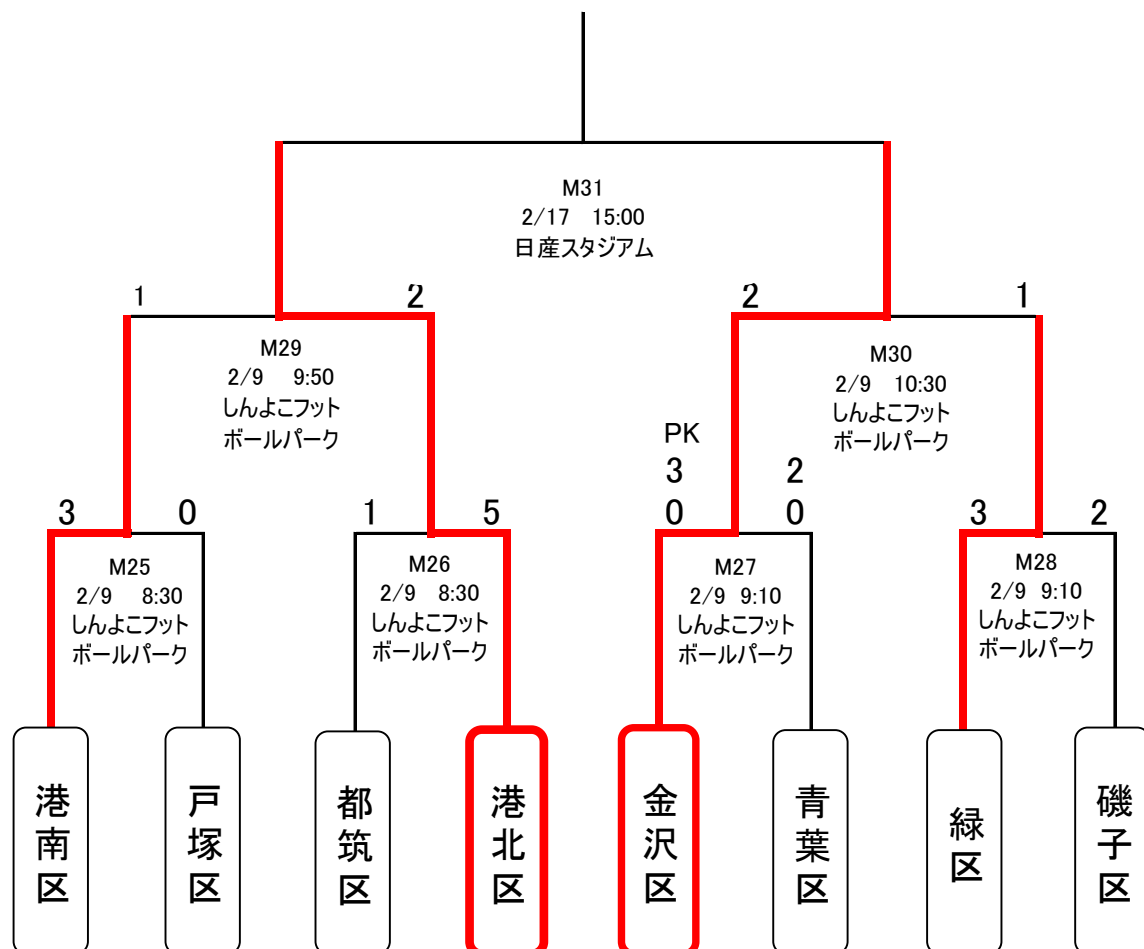 M31
2/17 15:00
日産スタジアム
1 2 2 1
M29
2/9 9:50
しんよこフット
ボールパーク
M30
2/9 10:30
しんよこフット
ボールパーク
PK
3 2
3 0 1 5 0 0 3 2
M25
2/9 8:30
しんよこフット
ボールパーク
M26
2/9 8:30
しんよこフット
ボールパーク
M27
2/9 9:10
しんよこフット
ボールパーク
M28
2/9 9:10
しんよこフット
ボールパーク
港南区
戸塚区
都筑区
港北区
金沢区
青葉区
緑区
磯子区